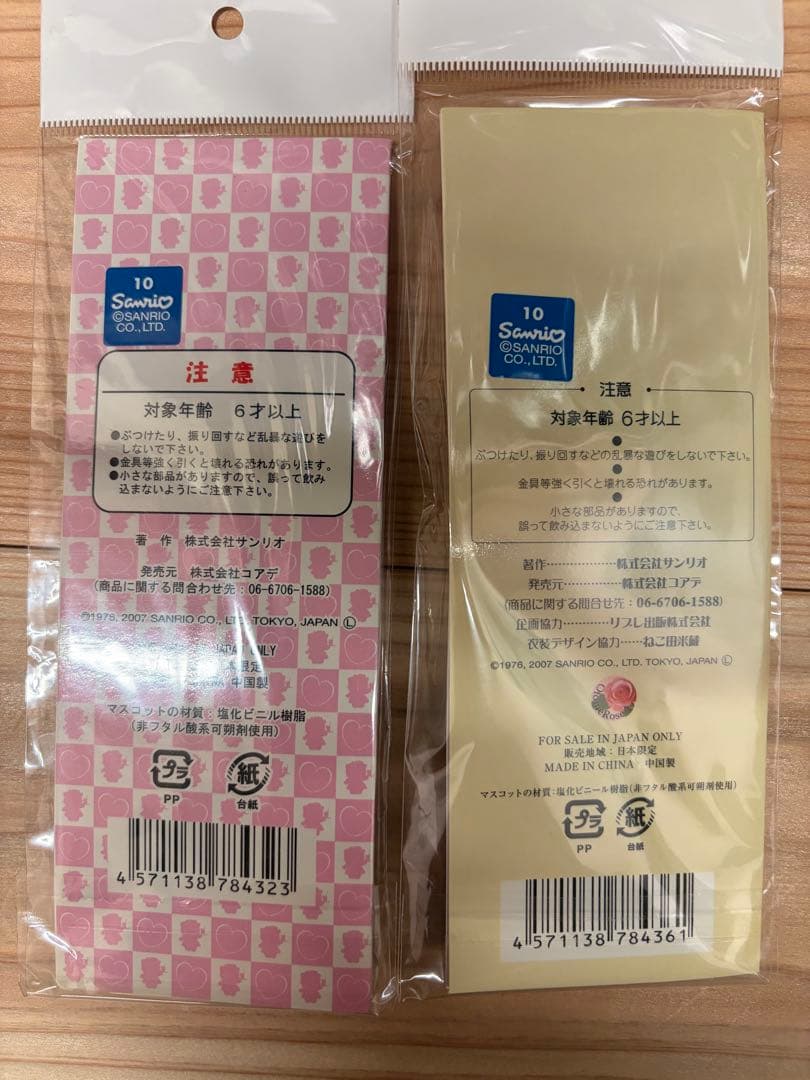 10
Sanrio
©SANRIO
CO.,LTD.
注 意
対象年齢 6才以上
●ぶつけたり、振り回すなど乱暴な遊びを
しないで下さい。
●金具等強く引くと壊れる恐れがあります。
●小さな部品がありますので、誤って飲み
込まないようにご注意下さい。
著 作 株式会社サンリオ
発売元 株式会社コアデ
(商品に関する問合わせ先:06-6706-1588)
©1976, 2007 SANRIO CO., LTD. TOKYO, JAPAN Ⓛ
JAPAN ONLY
限定
中国製
マスコットの材質:塩化ビニル樹脂
(非フタル酸系可朔剤使用)
プラ
PP
紙
台紙
4 571138 784323
10
Sanrio
©SANRIO
CO.,LTD.
注意
対象年齢 6才以上
●
ぶつけたり、振り回すなどの乱暴な遊びをしないで下さい。
●
金具等強く引くと壊れる恐れがあります。
●
小さな部品がありますので、
誤って飲み込まないようにご注意下さい。
著作…………………株式会社サンリオ
発売元………………株式会社コアデ
(商品に関する問合せ先:06-6706-1588)
企画協力…………リブレ出版株式会社
衣装デザイン協力……ねこ田米蔵
©1976, 2007 SANRIO CO., LTD. TOKYO, JAPAN Ⓛ
Rose
FOR SALE IN JAPAN ONLY
販売地域:日本限定
MADE IN CHINA 中国製
マスコットの材質:塩化ビニール樹脂(非フタル酸系可朔剤使用)
プラ
PP
紙
台紙
4 571138 784361